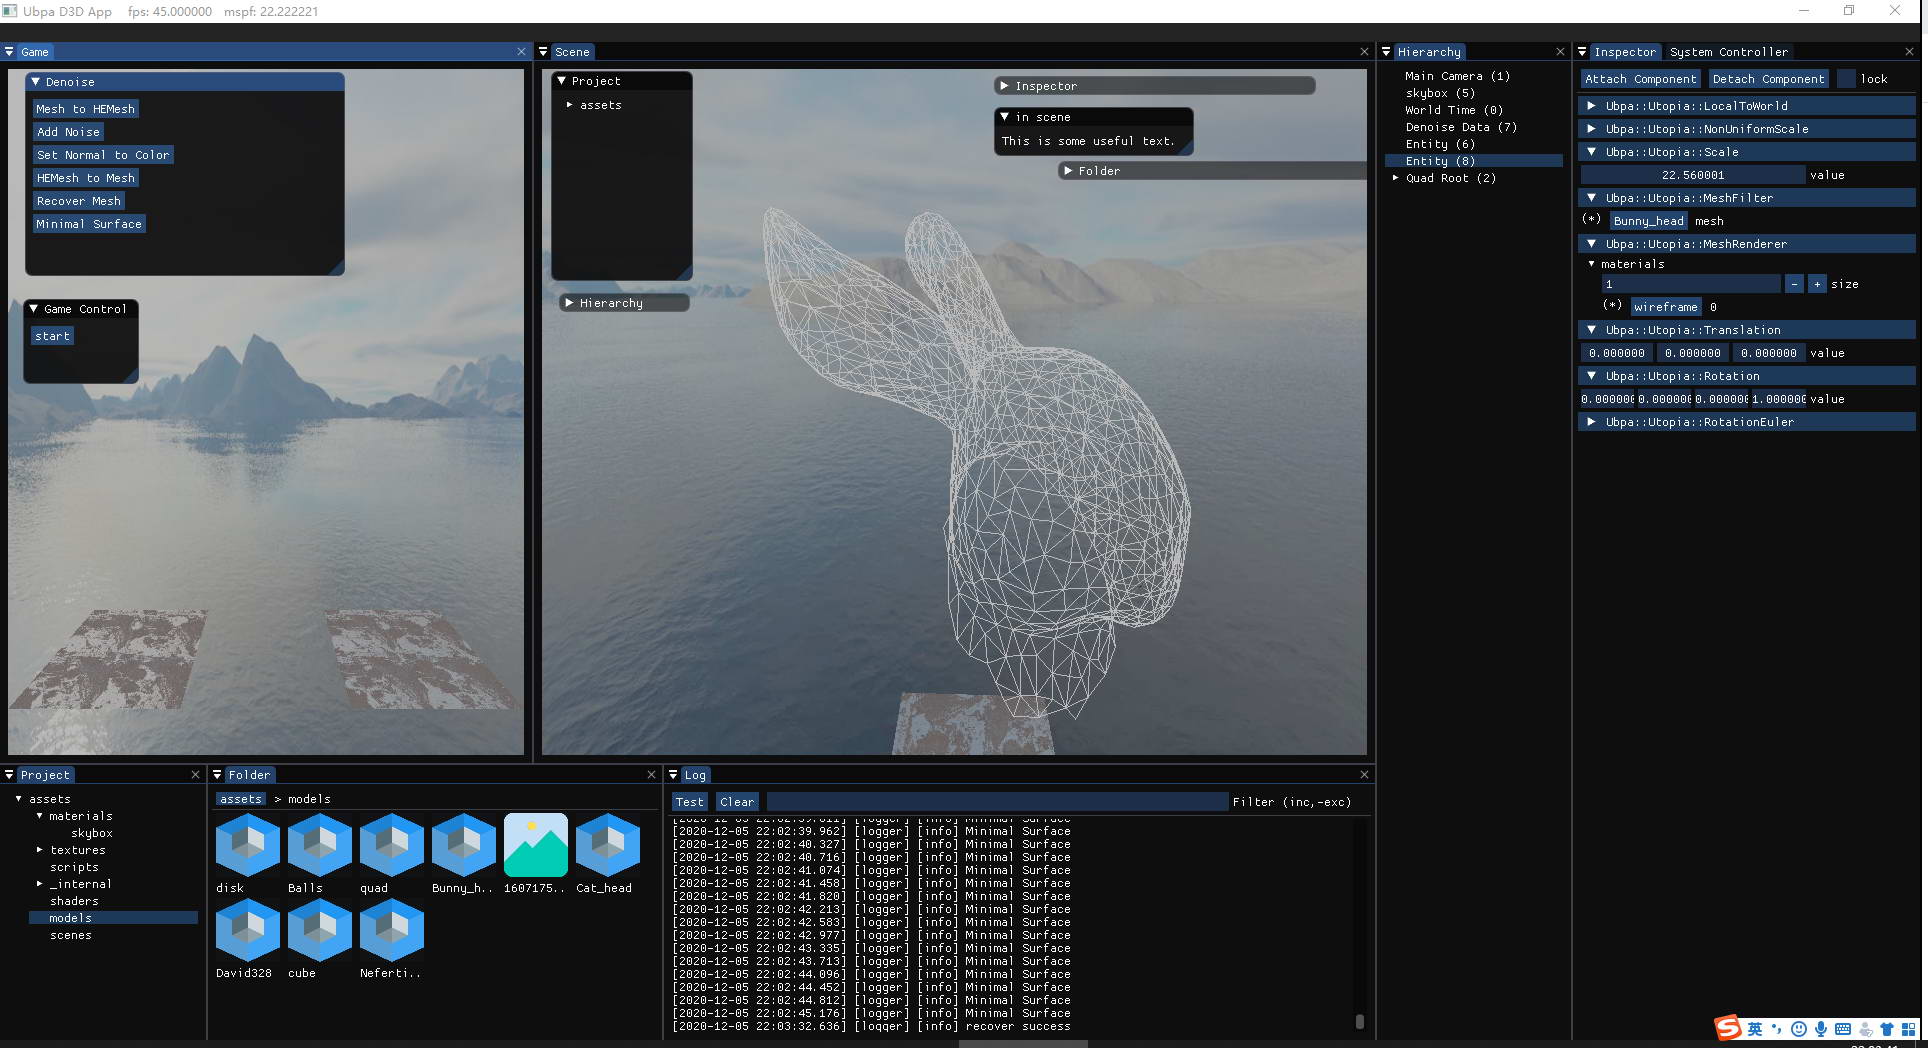 Ubpa D3D App fps: 45.000000 mspf: 22.222221
Game
Denoise
Mesh to HEMesh
Add Noise
Set Normal to Color
HEMesh to Mesh
Recover Mesh
Minimal Surface
Game Control
start
Scene
Project
assets
Hierarchy
Inspector
in scene
This is some useful text.
Folder
Hierarchy
Main Camera (1)
skybox (5)
World Time (0)
Denoise Data (7)
Entity (6)
Entity (8)
Quad Root (2)
Inspector System Controller
Attach Component Detach Component lock
Ubpa::Utopia::LocalToWorld
Ubpa::Utopia::NonUniformScale
Ubpa::Utopia::Scale
22.560001 value
Ubpa::Utopia::MeshFilter
(*) Bunny_head mesh
Ubpa::Utopia::MeshRenderer
materials
1 - + size
(*) wireframe 0
Ubpa::Utopia::Translation
0.000000 0.000000 0.000000 value
Ubpa::Utopia::Rotation
0.000000 0.000000 0.000000 1.000000 value
Ubpa::Utopia::RotationEuler
Project
assets
materials
skybox
textures
scripts
_internal
shaders
models
scenes
Folder
assets > models
disk Balls quad Bunny_h.. 1607175.. Cat_head
David328 cube Neferti..
Log
Test Clear Filter (inc,-exc)
[2020-12-05 22:02:39.811] [logger] [info] Minimal Surface
[2020-12-05 22:02:39.962] [logger] [info] Minimal Surface
[2020-12-05 22:02:40.327] [logger] [info] Minimal Surface
[2020-12-05 22:02:40.716] [logger] [info] Minimal Surface
[2020-12-05 22:02:41.074] [logger] [info] Minimal Surface
[2020-12-05 22:02:41.458] [logger] [info] Minimal Surface
[2020-12-05 22:02:41.820] [logger] [info] Minimal Surface
[2020-12-05 22:02:42.213] [logger] [info] Minimal Surface
[2020-12-05 22:02:42.583] [logger] [info] Minimal Surface
[2020-12-05 22:02:42.977] [logger] [info] Minimal Surface
[2020-12-05 22:02:43.335] [logger] [info] Minimal Surface
[2020-12-05 22:02:43.713] [logger] [info] Minimal Surface
[2020-12-05 22:02:44.096] [logger] [info] Minimal Surface
[2020-12-05 22:02:44.452] [logger] [info] Minimal Surface
[2020-12-05 22:02:44.812] [logger] [info] Minimal Surface
[2020-12-05 22:02:45.176] [logger] [info] Minimal Surface
[2020-12-05 22:03:32.636] [logger] [info] recover success
英